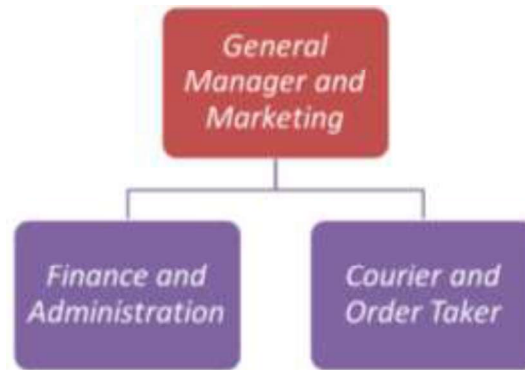 General
Manager and
Marketing
Finance and
Administration
Courier and
Order Taker